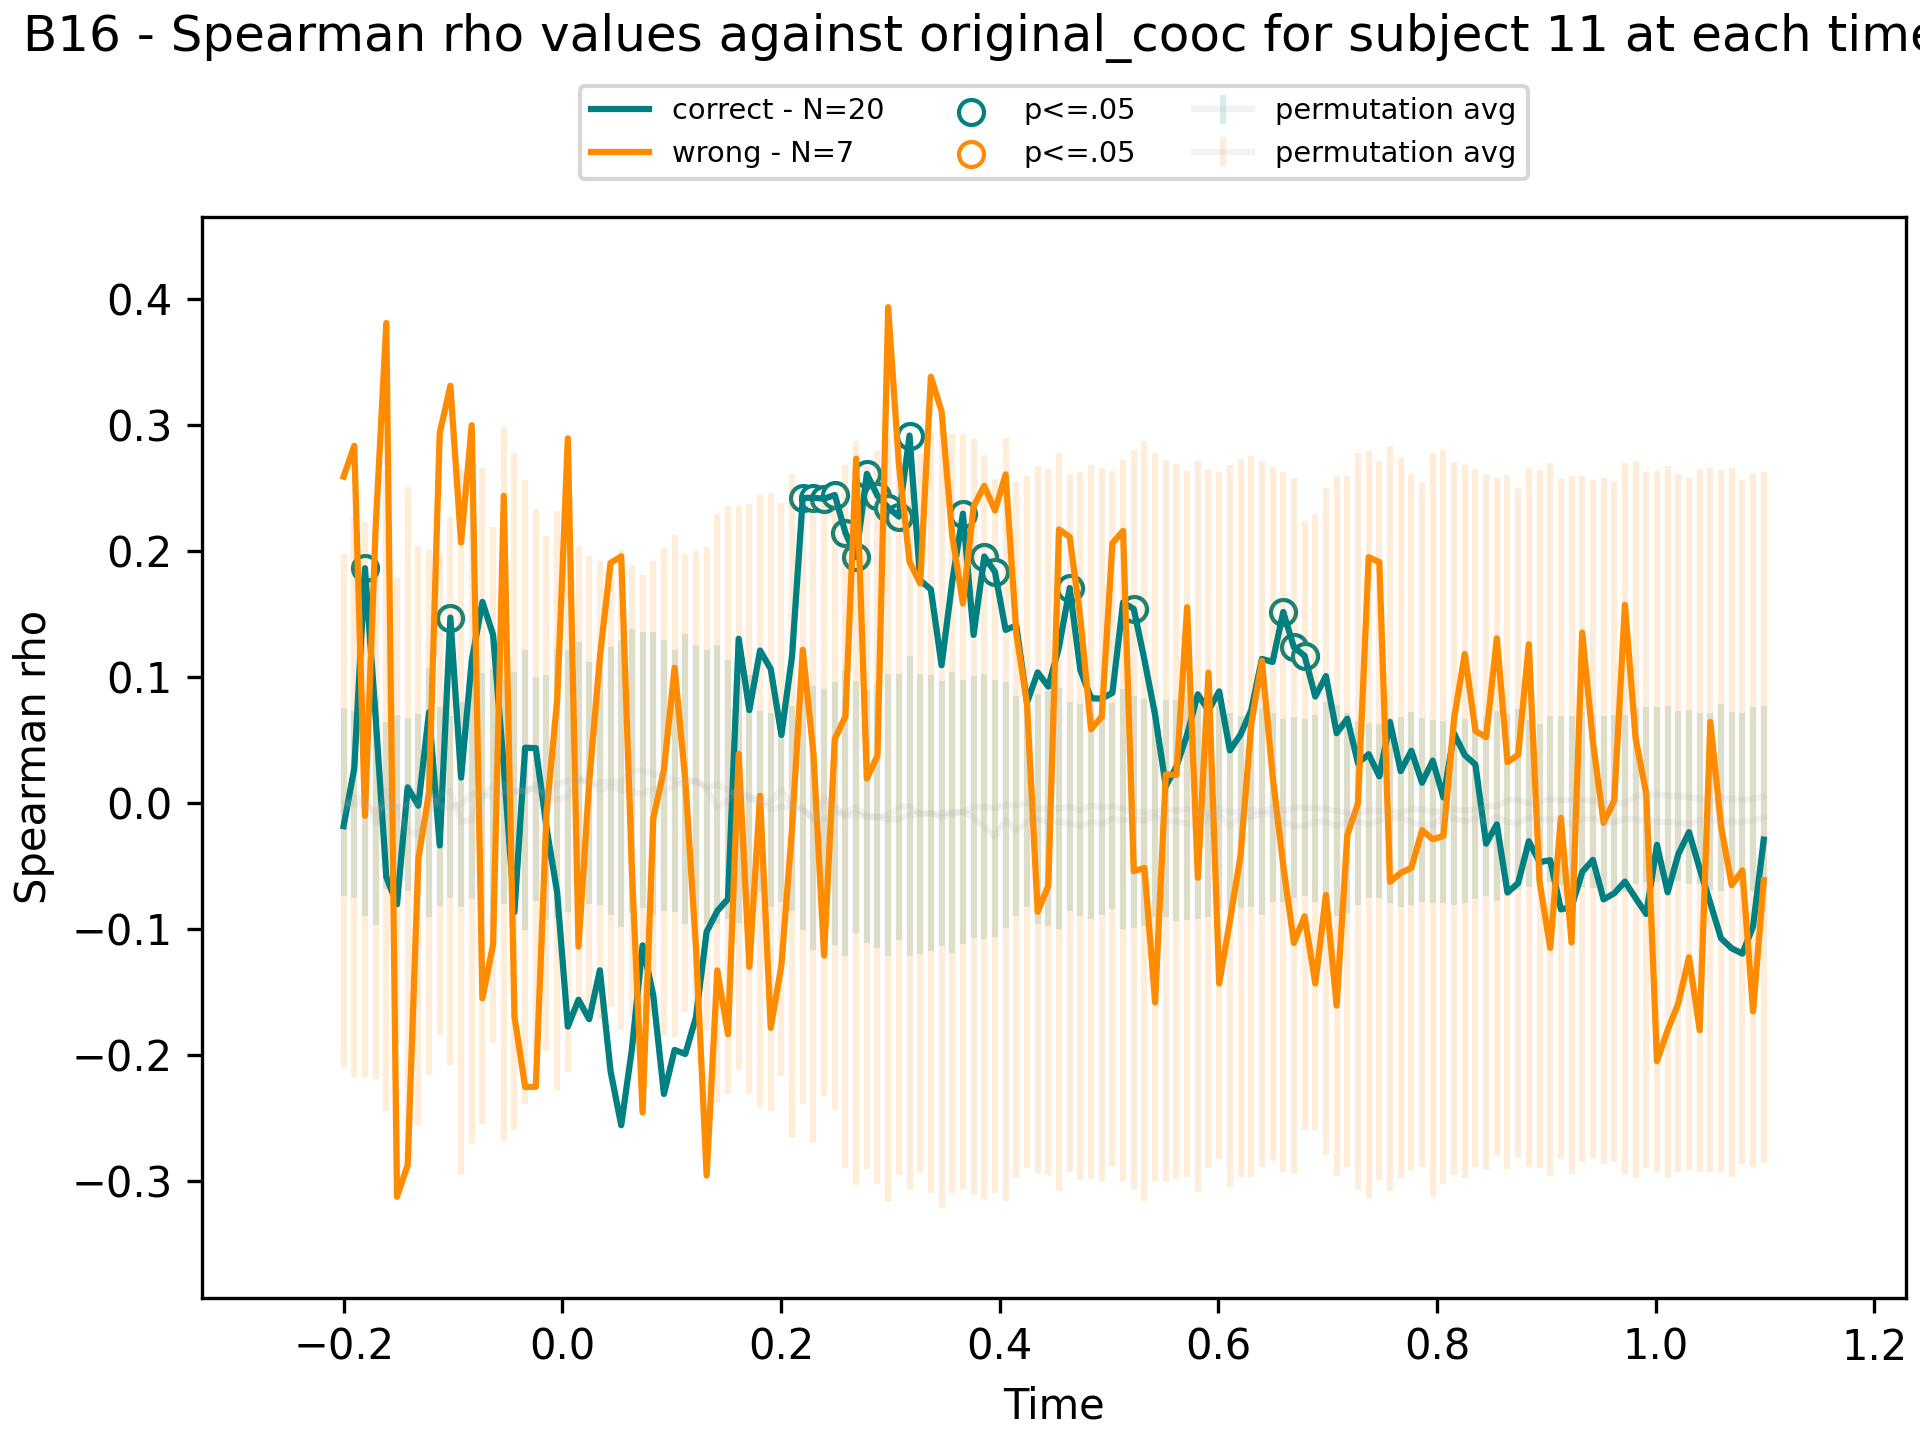 B16 - Spearman rho values against original_cooc for subject 11 at each time
correct - N=20
wrong - N=7
p<=.05
p<=.05
permutation avg
permutation avg
Spearman rho
0.4
0.3
0.2
0.1
0.0
−0.1
−0.2
−0.3
−0.2 0.0 0.2 0.4 0.6 0.8 1.0 1.2
Time